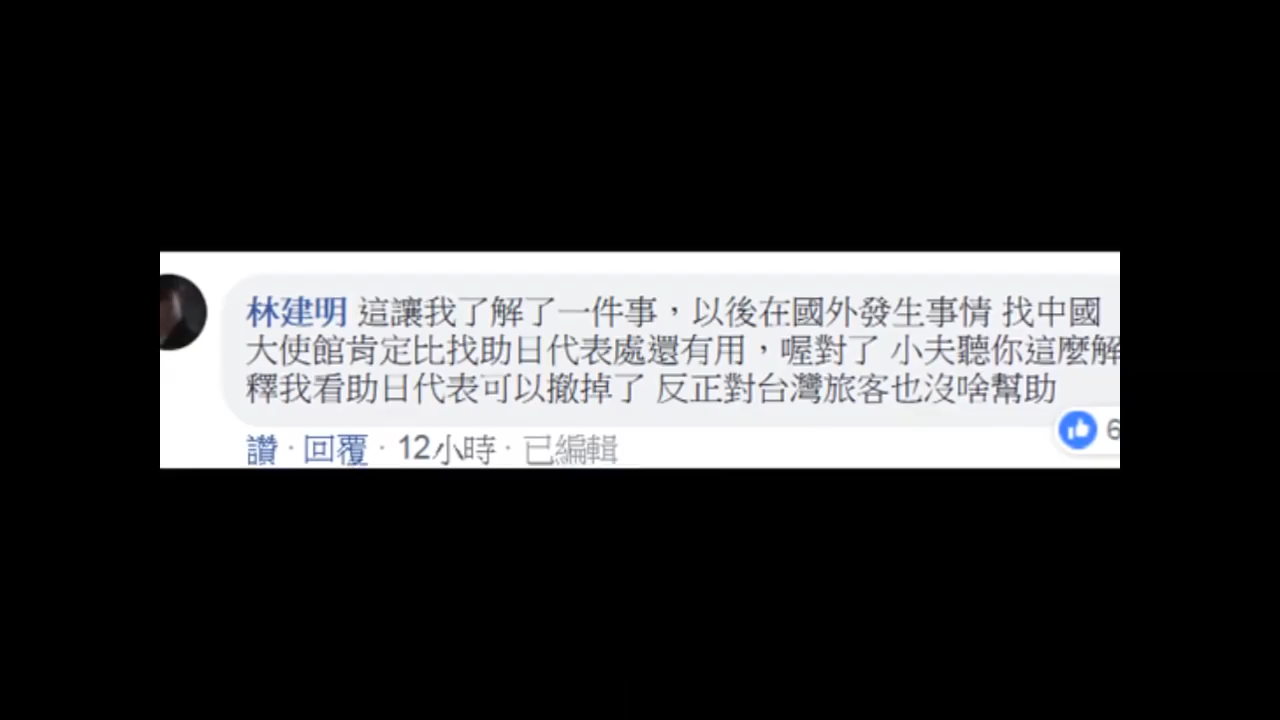 林建明 這讓我了解了一件事，以後在國外發生事情 找中國
大使館肯定比找助日代表處還有用，喔對了 小夫聽你這麼解
釋我看助日代表可以撤掉了 反正對台灣旅客也沒啥幫助
6
讚 · 回覆 · 12小時 · 已編輯